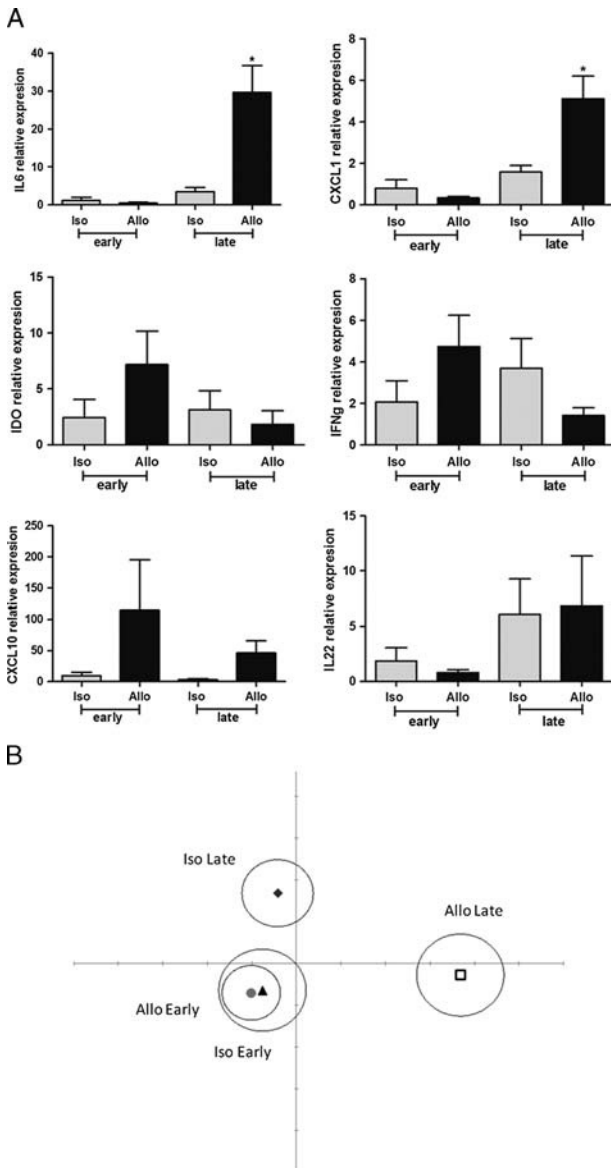 A
IL6 relative expresion
40
30
20
10
0
Iso Allo Iso Allo
early late
*
CXCL1 relative expresion
8
6
4
2
0
Iso Allo Iso Allo
early late
*
IDO relative expresion
15
10
5
0
Iso Allo Iso Allo
early late
IFNg relative expresion
8
6
4
2
0
Iso Allo Iso Allo
early late
CXCL10 relative expresion
250
200
150
100
50
0
Iso Allo Iso Allo
early late
IL22 relative expresion
15
10
5
0
Iso Allo Iso Allo
early late
B
Iso Late
Allo Late
Allo Early
Iso Early